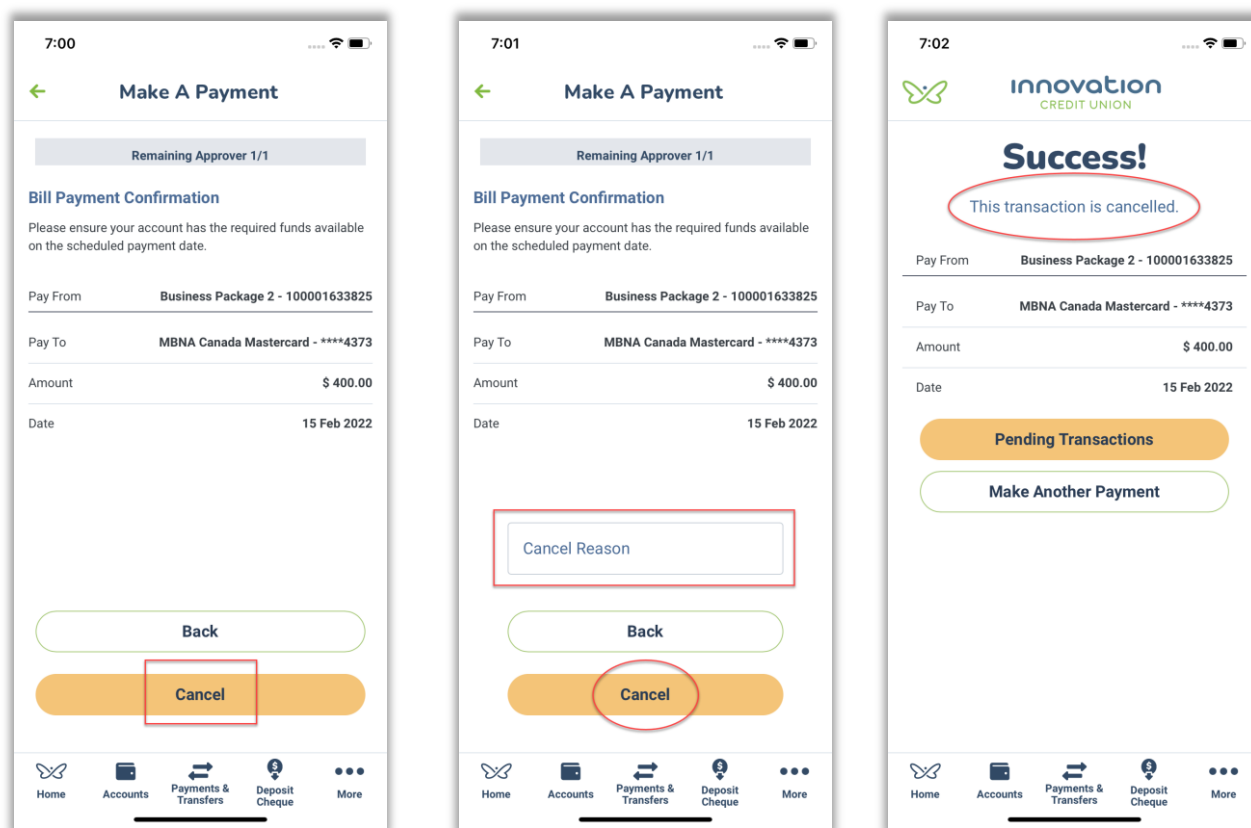 7:00
Make A Payment
Remaining Approver 1/1
Bill Payment Confirmation
Please ensure your account has the required funds available
on the scheduled payment date.
Pay From Business Package 2 - 100001633825
Pay To MBNA Canada Mastercard - ****4373
Amount $ 400.00
Date 15 Feb 2022
Back
Cancel
Home Accounts Payments & Transfers Deposit Cheque More
7:01
Make A Payment
Remaining Approver 1/1
Bill Payment Confirmation
Please ensure your account has the required funds available
on the scheduled payment date.
Pay From Business Package 2 - 100001633825
Pay To MBNA Canada Mastercard - ****4373
Amount $ 400.00
Date 15 Feb 2022
Cancel Reason
Back
Cancel
Home Accounts Payments & Transfers Deposit Cheque More
7:02
Innovation
CREDIT UNION
Success!
This transaction is cancelled.
Pay From Business Package 2 - 100001633825
Pay To MBNA Canada Mastercard - ****4373
Amount $ 400.00
Date 15 Feb 2022
Pending Transactions
Make Another Payment
Home Accounts Payments & Transfers Deposit Cheque More